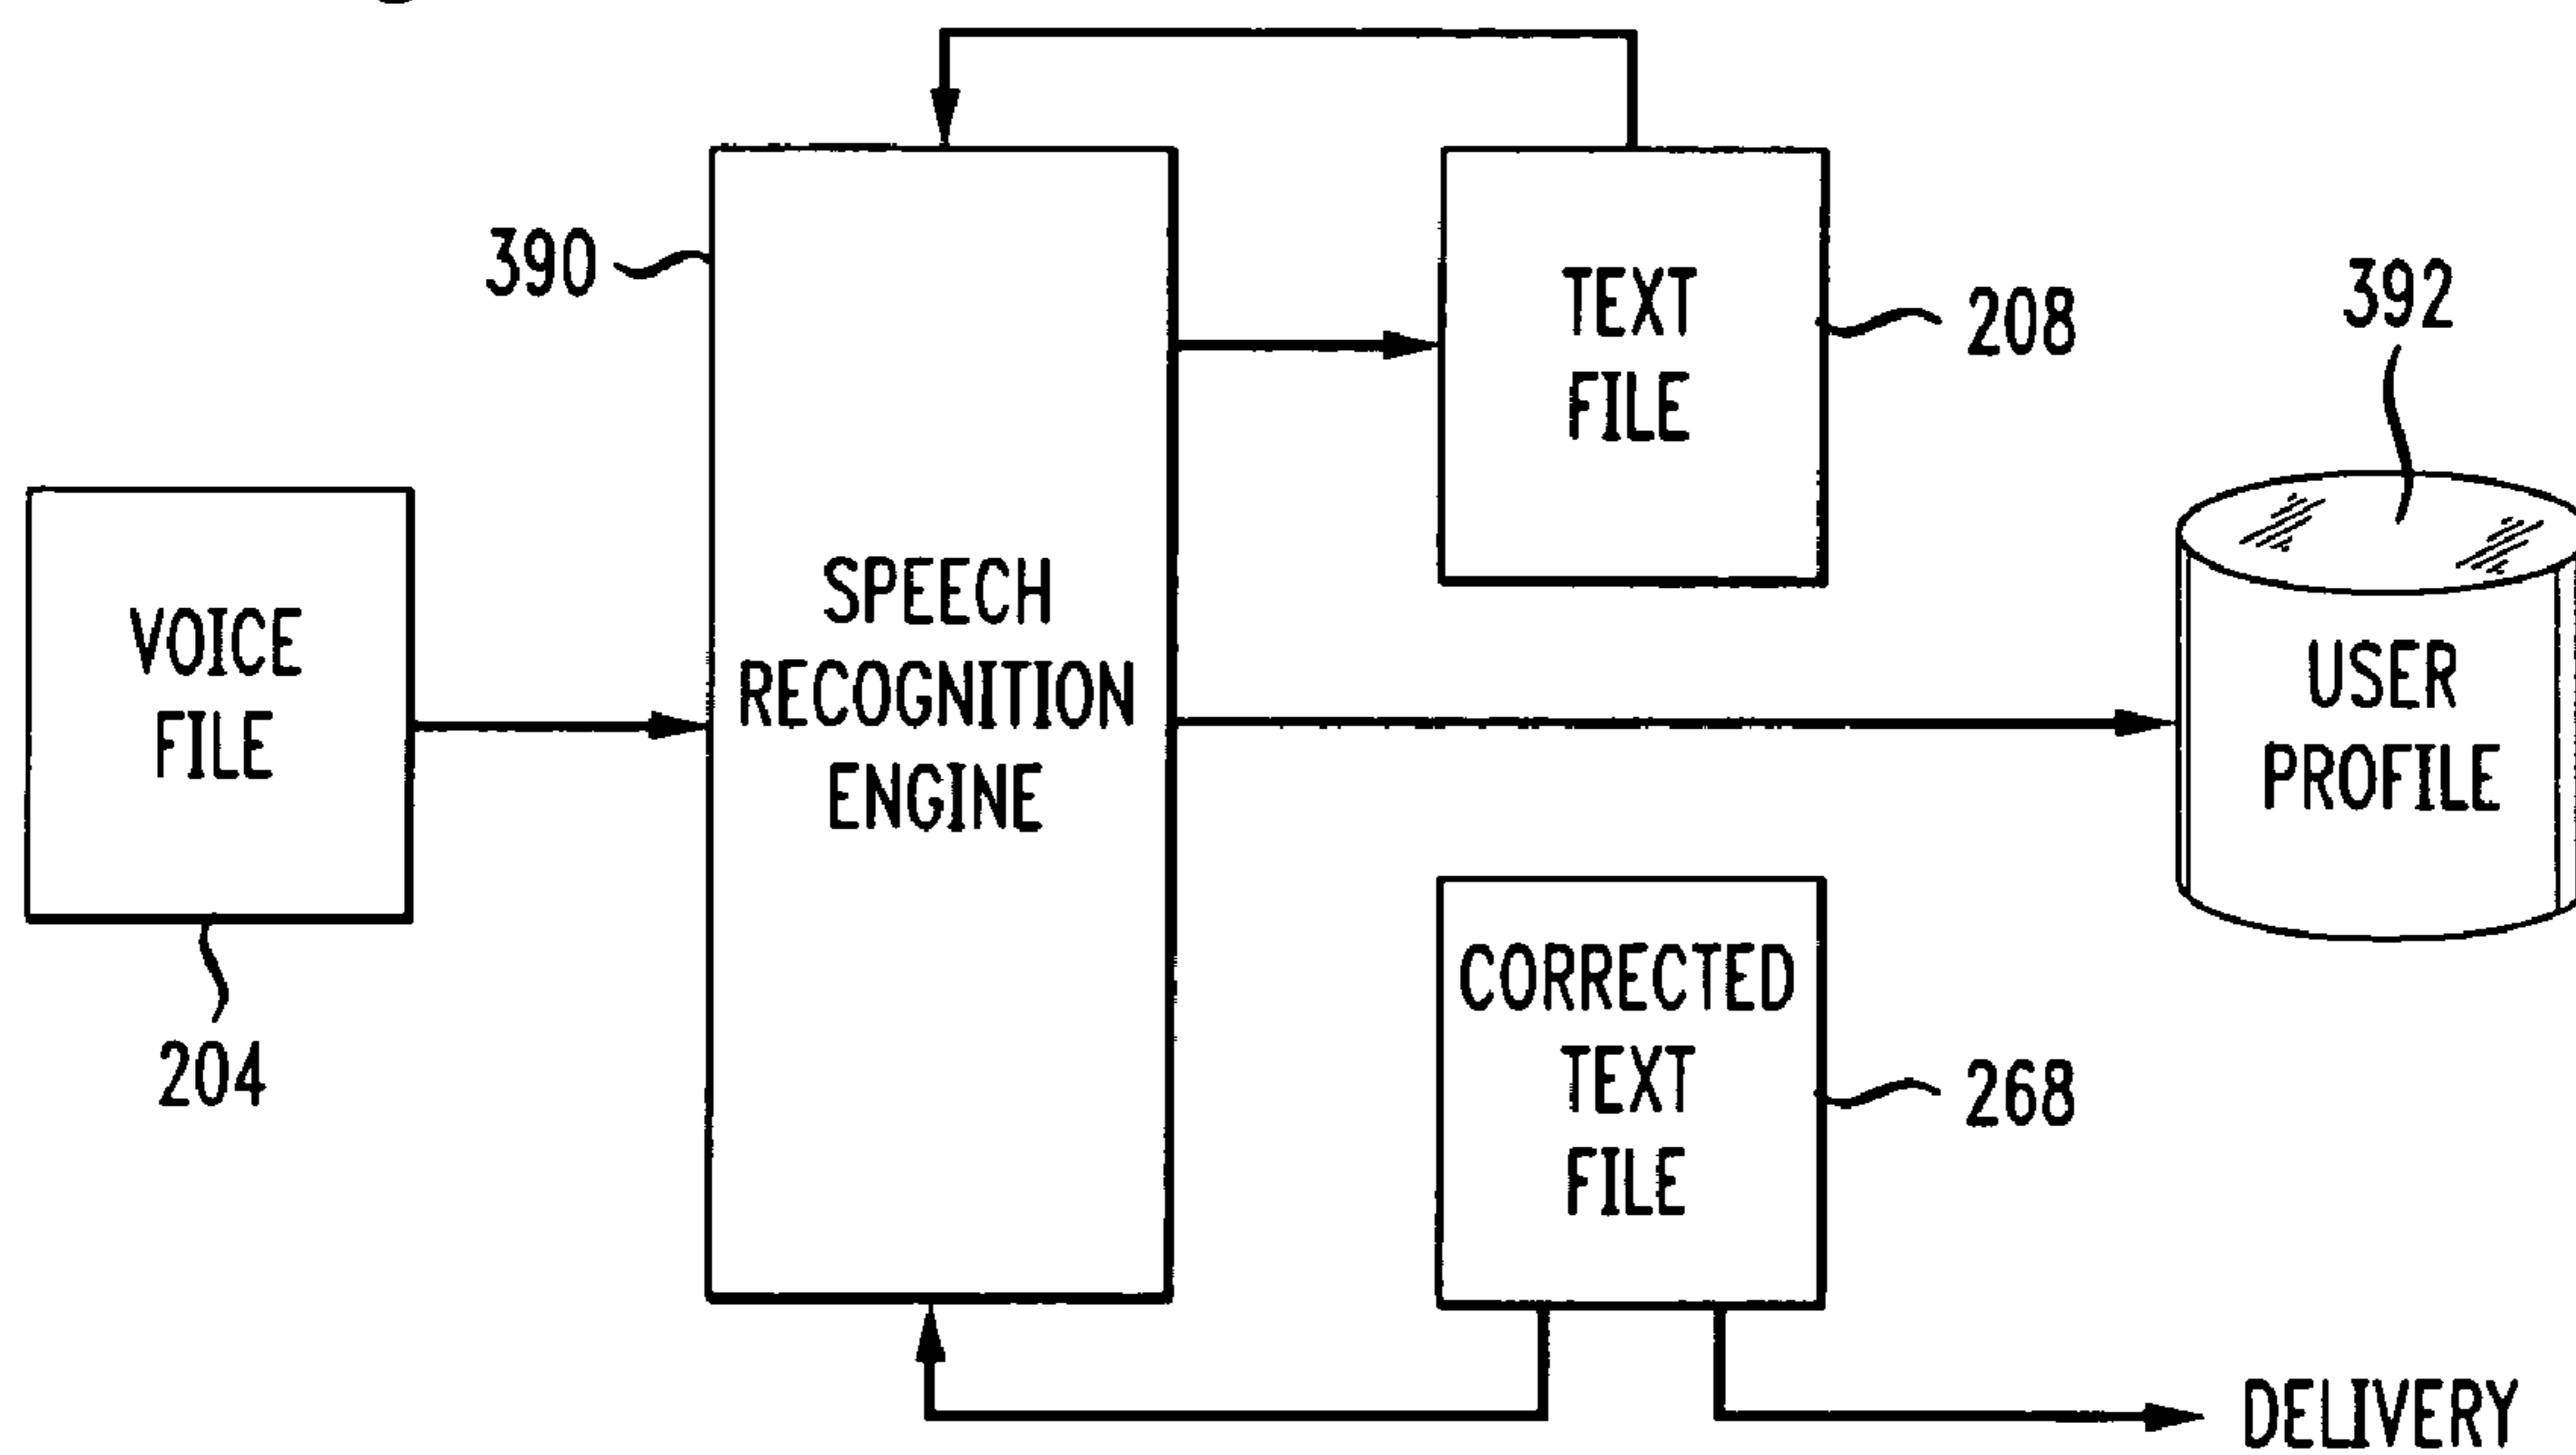 390
TEXT
FILE
208
392
VOICE
FILE
204
SPEECH
RECOGNITION
ENGINE
USER
PROFILE
CORRECTED
TEXT
FILE
268
DELIVERY